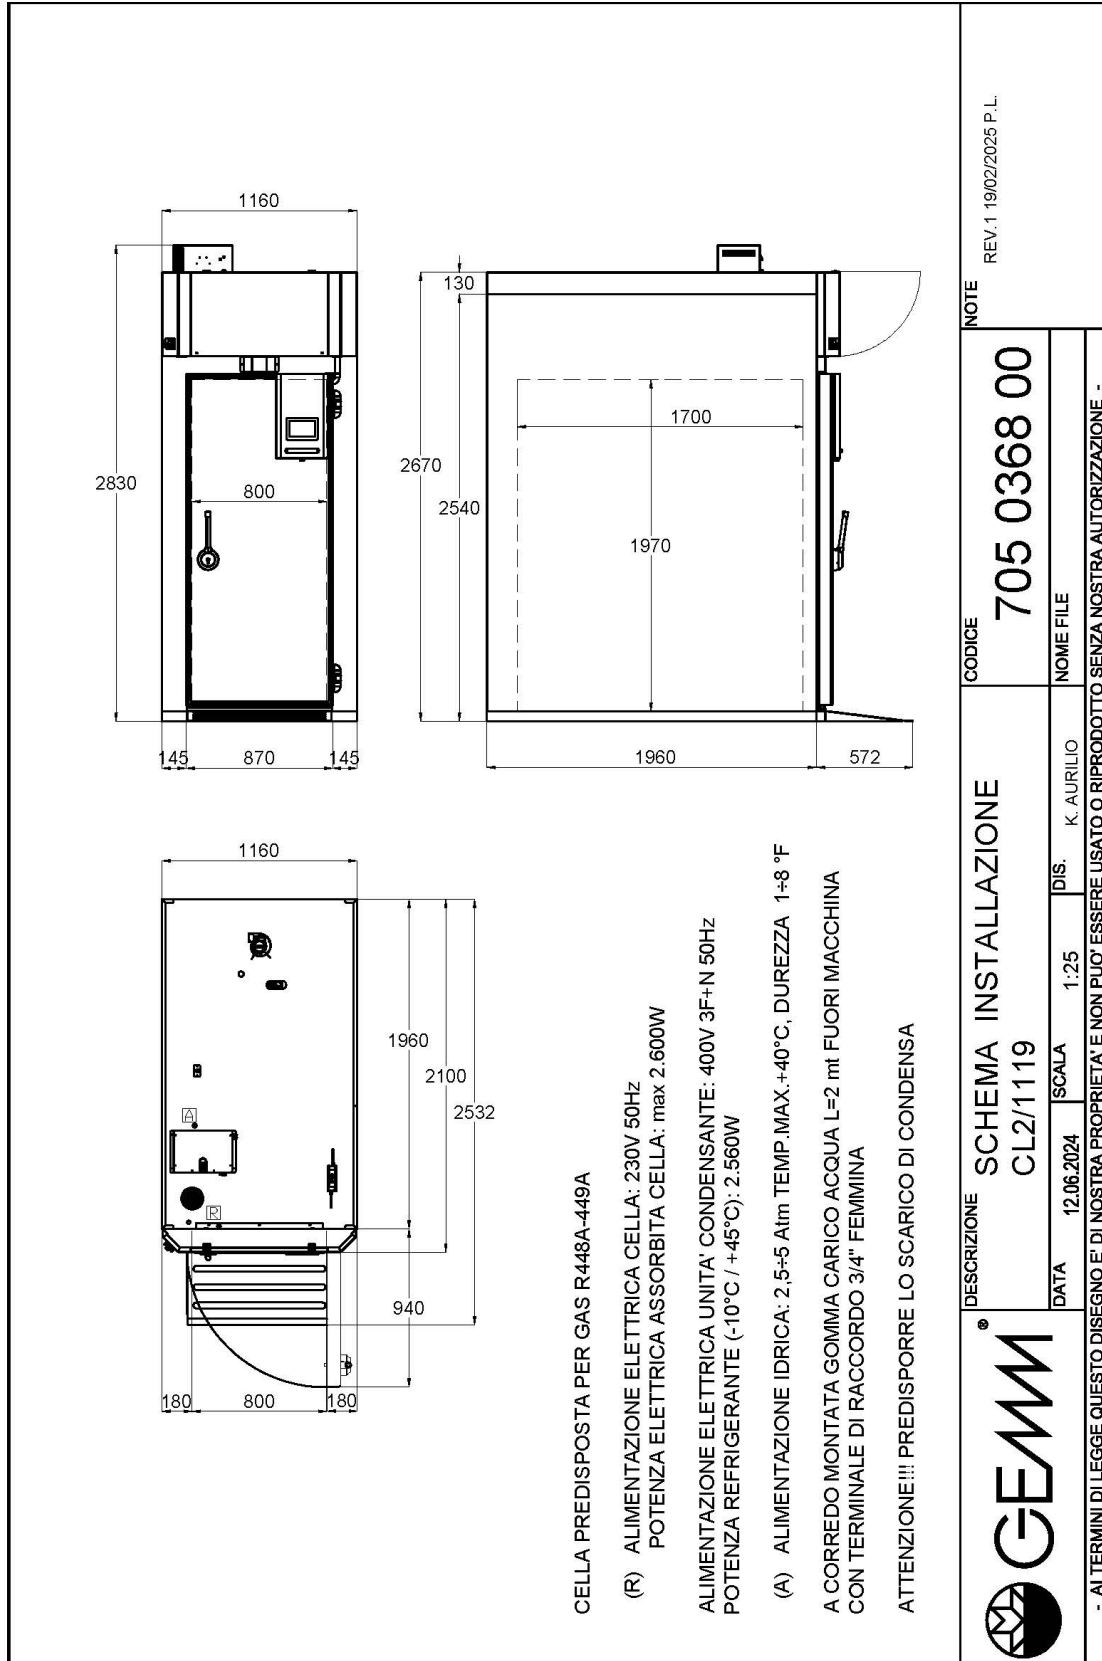 1160
2830
800
145
870
145
130
2670
2540
1700
1970
1960
572
1160
1960
2100
2532
940
180
800
180
A
R
CELLA PREDISPOSTA PER GAS R448A-449A
(R) ALIMENTAZIONE ELETTRICA CELLA: 230V 50Hz
POTENZA ELETTRICA ASSORBITA CELLA: max 2.600W
ALIMENTAZIONE ELETTRICA UNITA' CONDENSANTE: 400V 3F+N 50Hz
POTENZA REFRIGERANTE (-10°C / +45°C): 2.560W
(A) ALIMENTAZIONE IDRICA: 2,5÷5 Atm TEMP.MAX.+40°C, DUREZZA 1÷8 °F
A CORREDO MONTATA GOMMA CARICO ACQUA L=2 mt FUORI MACCHINA
CON TERMINALE DI RACCORDO 3/4" FEMMINA
ATTENZIONE!!! PREDISPORRE LO SCARICO DI CONDENSA
GEMM ®
DESCRIZIONE
SCHEMA INSTALLAZIONE
CL2/1119
DATA
12.06.2024
SCALA
1:25
DIS.
K. AURILIO
CODICE
705 0368 00
NOME FILE
NOTE
REV.1 19/02/2025 P.L.
- AI TERMINI DI LEGGE QUESTO DISEGNO E' DI NOSTRA PROPRIETA' E NON PUO' ESSERE USATO O RIPRODOTTO SENZA NOSTRA AUTORIZZAZIONE -